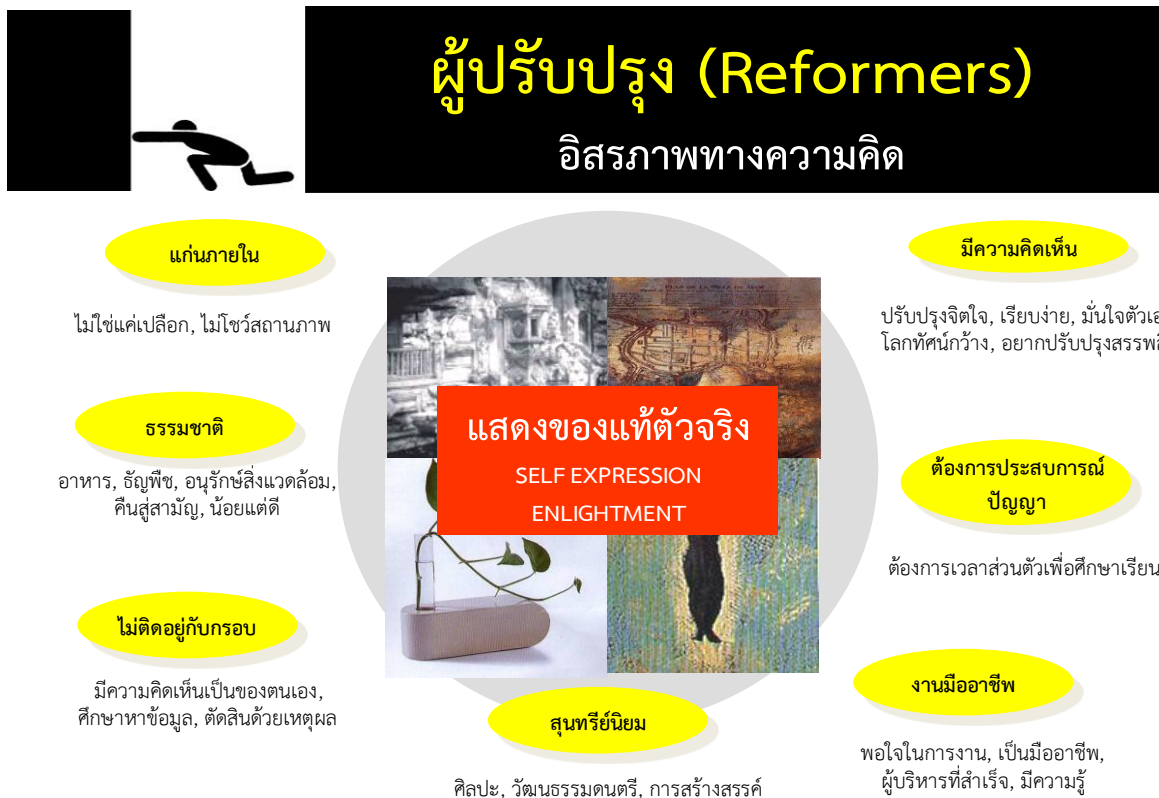 ผู้ปรับปรุง (Reformers)
อิสรภาพทางความคิด
แก่นภายใน
ไม่ใช่แค่เปลือก, ไม่โชว์สถานภาพ
ธรรมชาติ
อาหาร, ธัญพืช, อนุรักษ์สิ่งแวดล้อม,
คืนสู่สามัญ, น้อยแต่ดี
ไม่ติดอยู่กับกรอบ
มีความคิดเห็นเป็นของตนเอง,
ศึกษาหาข้อมูล, ตัดสินด้วยเหตุผล
แสดงของแท้ตัวจริง
SELF EXPRESSION
ENLIGHTMENT
สุนทรีย์นิยม
ศิลปะ, วัฒนธรรมดนตรี, การสร้างสรรค์
มีความคิดเห็น
ปรับปรุงจิตใจ, เรียบง่าย, มั่นใจ
โลกทัศน์กว้าง, อยากปรับปรุง
ต้องการประสบการณ์
ปัญญา
ต้องการเวลาส่วนตัวเพื่อศึกษาเรียน
งานมืออาชีพ
พอใจในการงาน, เป็นมืออาชีพ,
ผู้บริหารที่สำเร็จ, มีความรู้